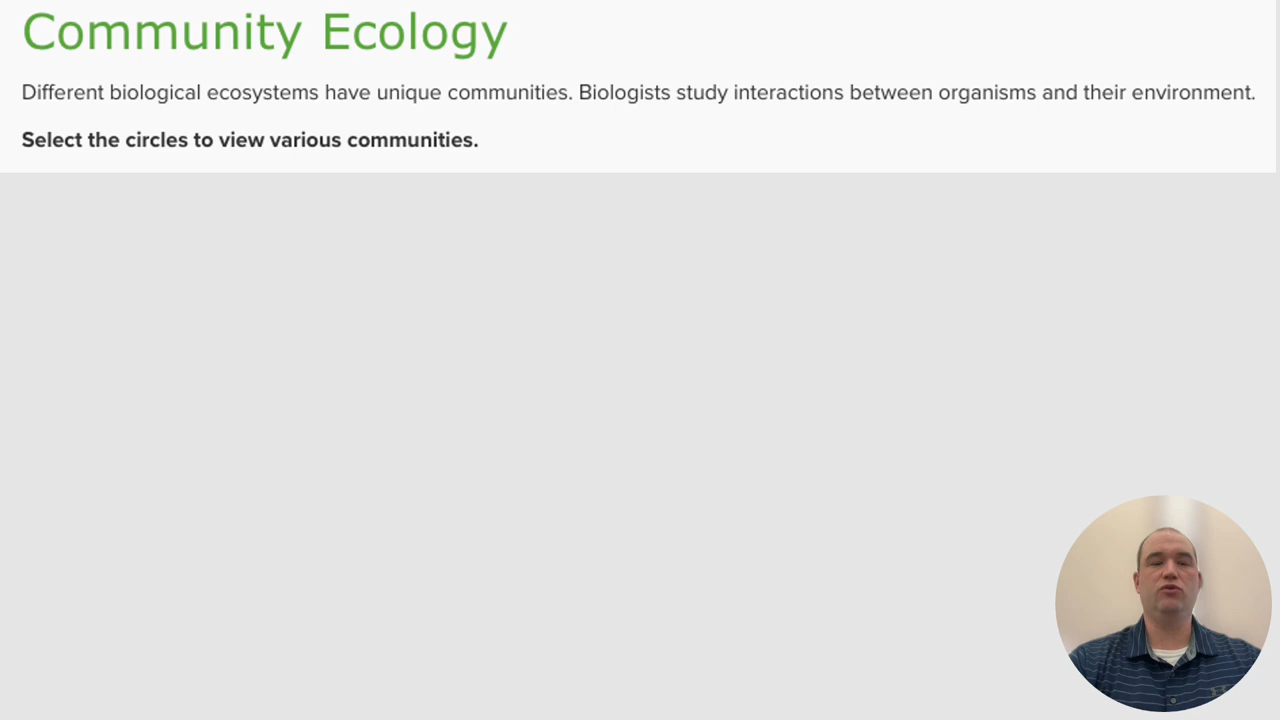 Community Ecology
Different biological ecosystems have unique communities. Biologists study interactions between organisms and their environment.
Select the circles to view various communities.